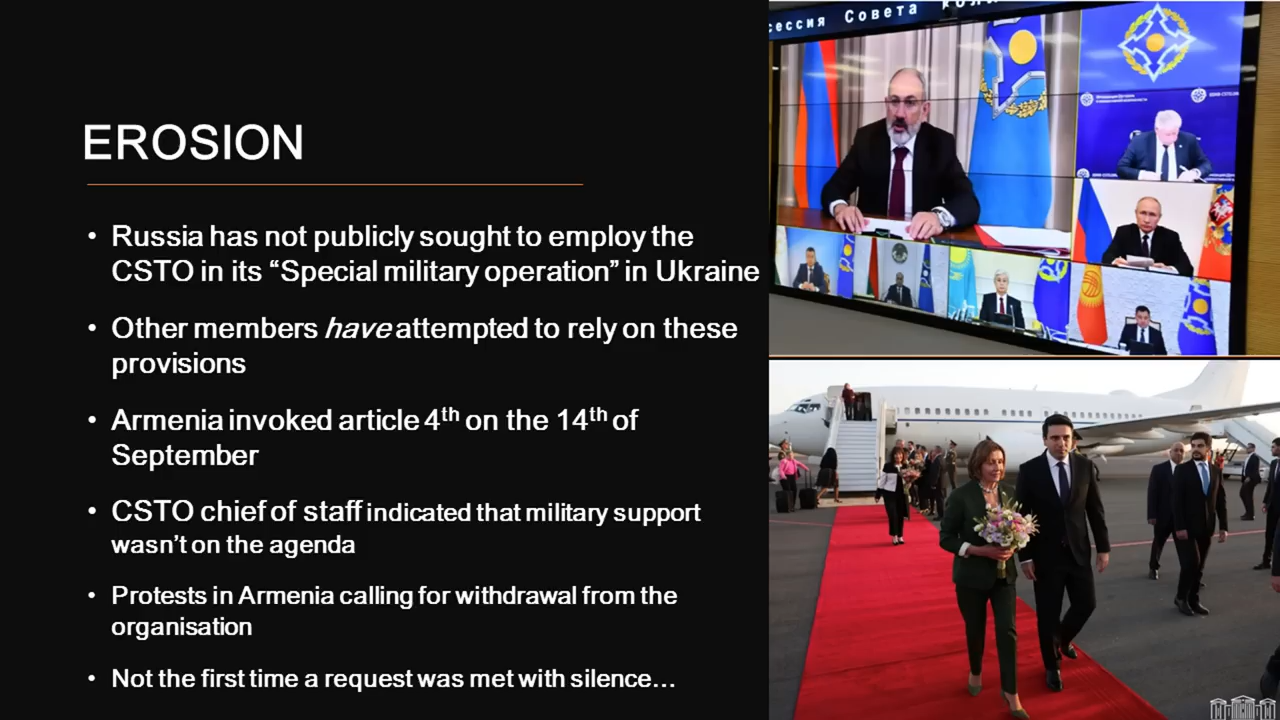 сессия Совета
EROSION
• Russia has not publicly sought to employ the
CSTO in its “Special military operation” in Ukraine
• Other members have attempted to rely on these
provisions
• Armenia invoked article 4th on the 14th of
September
• CSTO chief of staff indicated that military support
wasn’t on the agenda
• Protests in Armenia calling for withdrawal from the
organisation
• Not the first time a request was met with silence…